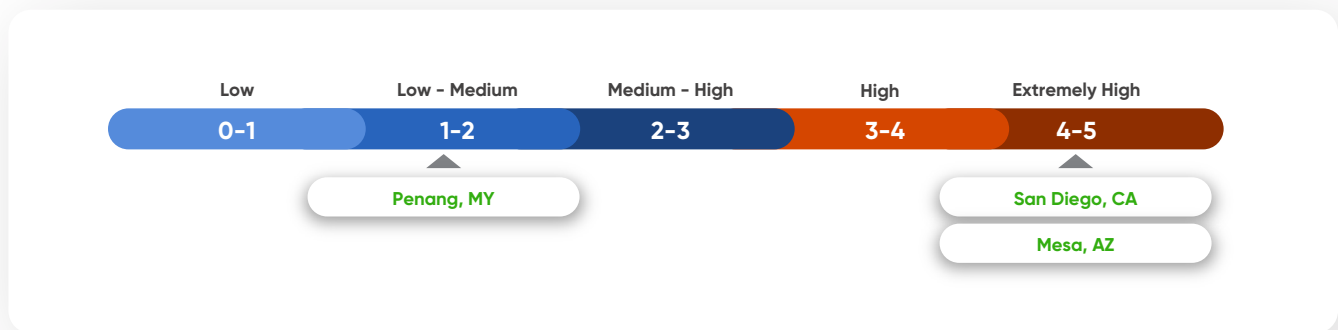 Low
Low - Medium
Medium - High
High
Extremely High
0-1
1-2
2-3
3-4
4-5
Penang, MY
San Diego, CA
Mesa, AZ